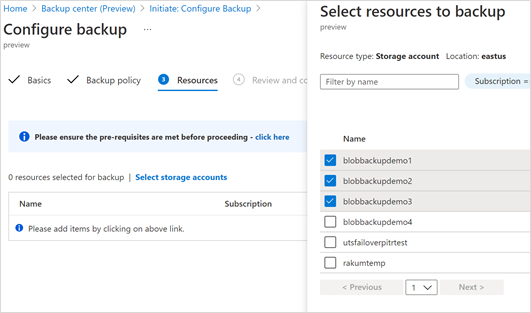 Home > Backup center (Preview) > Initiate: Configure Backup >
Configure backup ...
preview
Basics
Backup policy
3 Resources
4 Review and co
Please ensure the pre-requisites are met before proceeding - click here
0 resources selected for backup | Select storage accounts
Name Subscription
Please add items by clicking on above link.
Select resources to backup
preview
Resource type: Storage account Location: eastus
Filter by name
Subscription =
Name
blobbackupdemo1
blobbackupdemo2
blobbackupdemo3
blobbackupdemo4
utsfailoverpitrtest
rakumtemp
< Previous 1 Next >